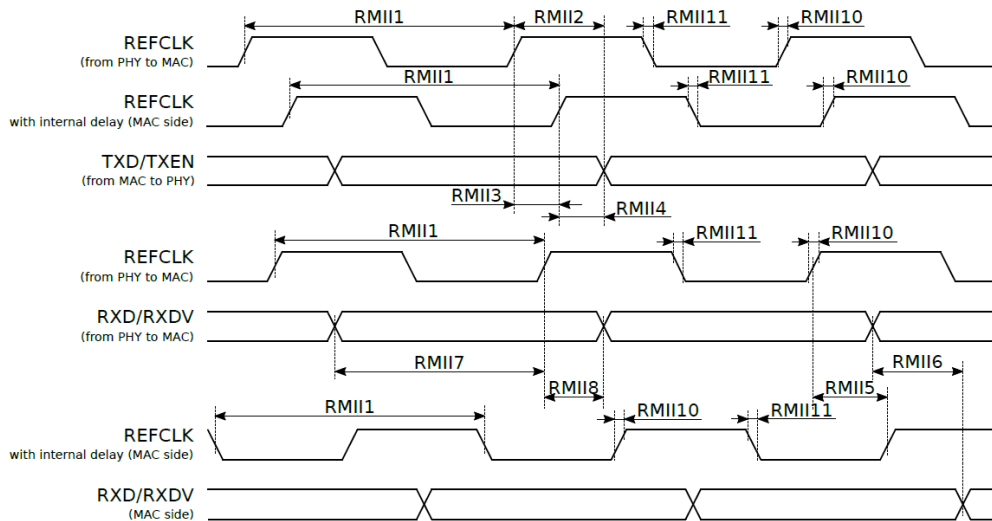 RMII1 RMII2 RMII11 RMII10
REFCLK
(from PHY to MAC)
RMII1 RMII11 RMII10
REFCLK
with internal delay (MAC side)
TXD/TXEN
(from MAC to PHY)
RMII3
RMII4
RMII1 RMII11 RMII10
REFCLK
(from PHY to MAC)
RXD/RXDV
(from PHY to MAC)
RMII7 RMII6
RMII8 RMII5
RMII1 RMII10 RMII11
REFCLK
with internal delay (MAC side)
RXD/RXDV
(MAC side)